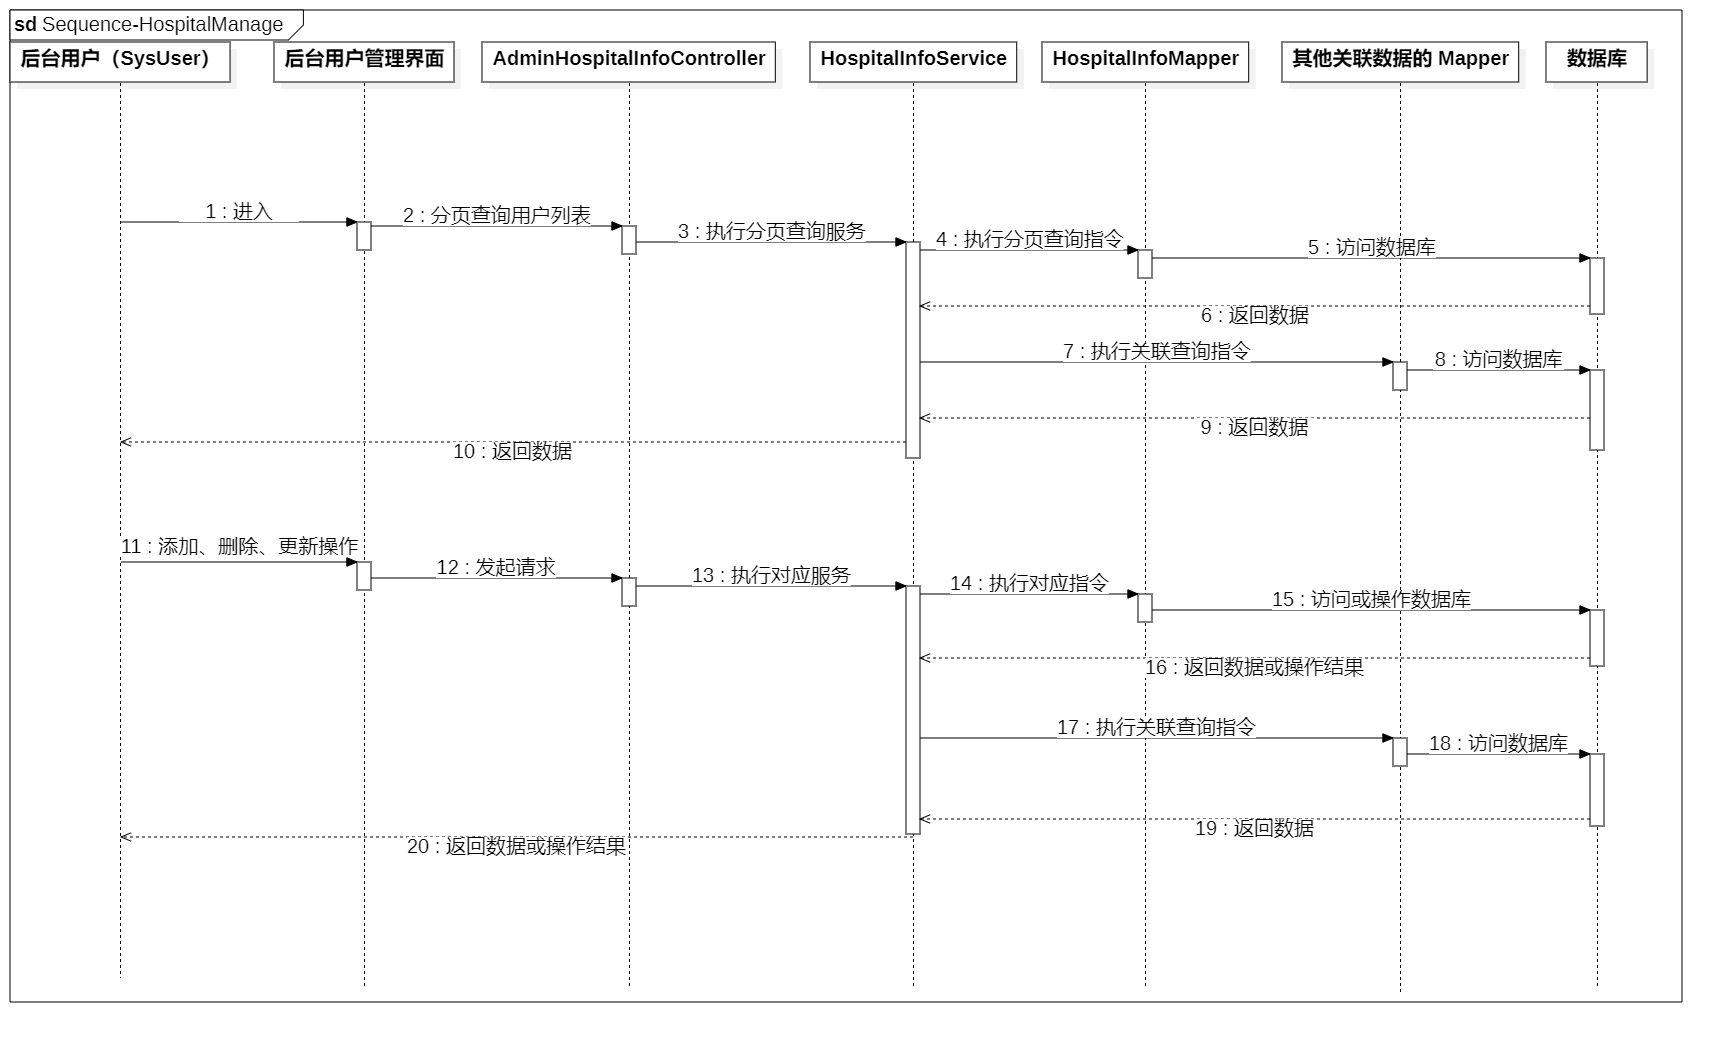 sd Sequence-HospitalManage
后台用户（SysUser）
后台用户管理界面
AdminHospitalInfoController
HospitalInfoService
HospitalInfoMapper
其他关联数据的 Mapper
数据库
1 : 进入
2 : 分页查询用户列表
3 : 执行分页查询服务
4 : 执行分页查询指令
5 : 访问数据库
6 : 返回数据
7 : 执行关联查询指令
8 : 访问数据库
9 : 返回数据
10 : 返回数据
11 : 添加、删除、更新操作
12 : 发起请求
13 : 执行对应服务
14 : 执行对应指令
15 : 访问或操作数据库
16 : 返回数据或操作结果
17 : 执行关联查询指令
18 : 访问数据库
19 : 返回数据
20 : 返回数据或操作结果